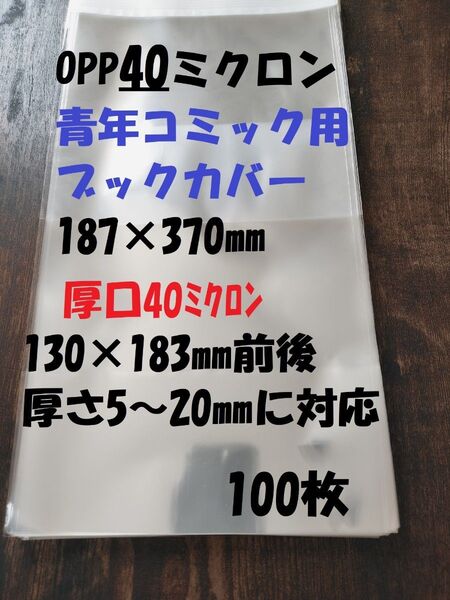 OPP40ミクロン
青年コミック用
ブックカバー
187×370㎜
厚口40ﾐｸﾛﾝ
130×183㎜前後
厚さ5～20㎜に対応
100枚